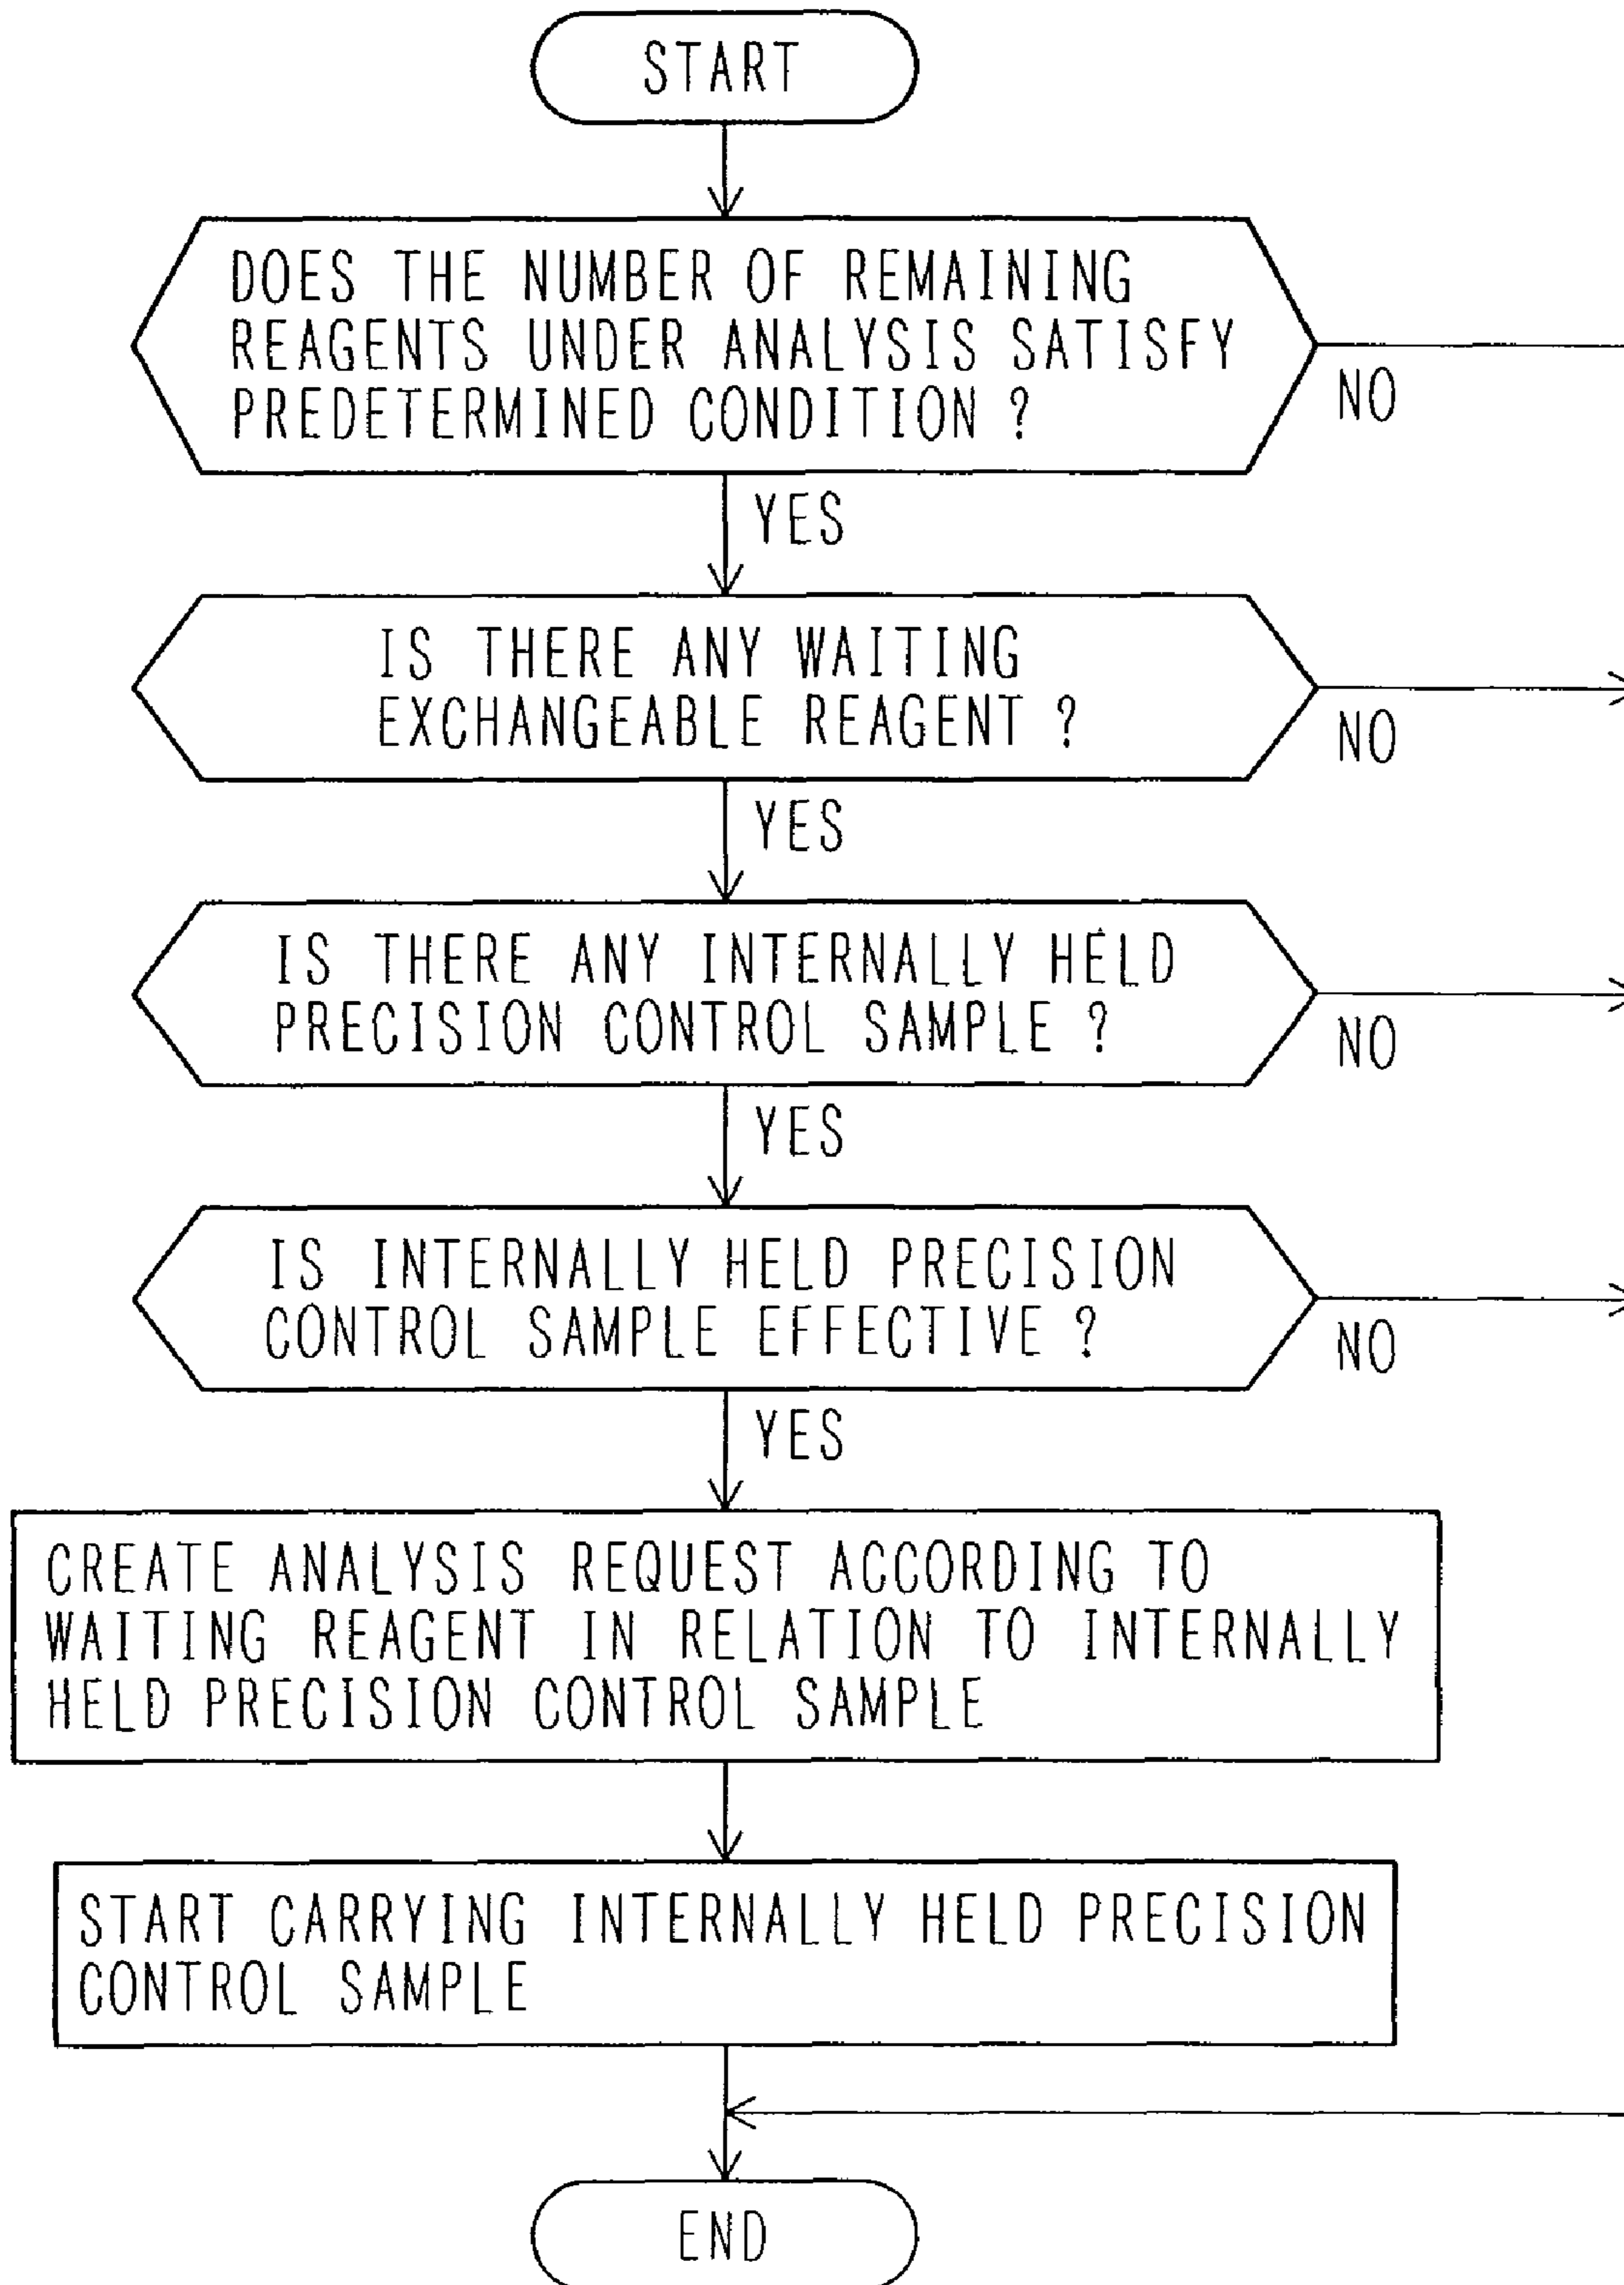 START
DOES THE NUMBER OF REMAINING
REAGENTS UNDER ANALYSIS SATISFY
PREDETERMINED CONDITION ?
NO
YES
IS THERE ANY WAITING
EXCHANGEABLE REAGENT ?
NO
YES
IS THERE ANY INTERNALLY HELD
PRECISION CONTROL SAMPLE ?
NO
YES
IS INTERNALLY HELD PRECISION
CONTROL SAMPLE EFFECTIVE ?
NO
YES
CREATE ANALYSIS REQUEST ACCORDING TO
WAITING REAGENT IN RELATION TO INTERNALLY
HELD PRECISION CONTROL SAMPLE
START CARRYING INTERNALLY HELD PRECISION
CONTROL SAMPLE
END